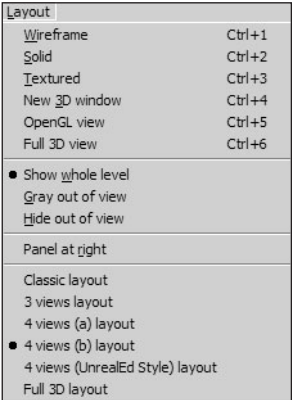 Layout
Wireframe Ctrl+1
Solid Ctrl+2
Textured Ctrl+3
New 3D window Ctrl+4
OpenGL view Ctrl+5
Full 3D view Ctrl+6
Show whole level
Gray out of view
Hide out of view
Panel at right
Classic layout
3 views layout
4 views (a) layout
4 views (b) layout
4 views (UnrealEd Style) layout
Full 3D layout